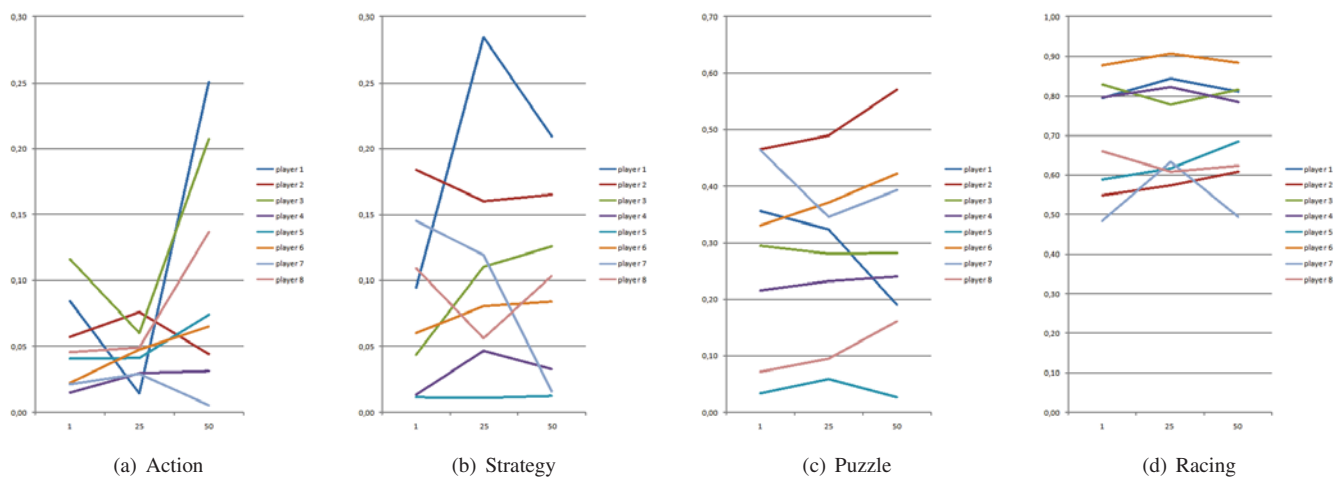 0,30
0,25
0,20
0,15
0,10
0,05
0,00
1 25 50
player 1
player 2
player 3
player 4
player 5
player 6
player 7
player 8
(a) Action
0,30
0,25
0,20
0,15
0,10
0,05
0,00
1 25 50
player 1
player 2
player 3
player 4
player 5
player 6
player 7
player 8
(b) Strategy
0,70
0,60
0,50
0,40
0,30
0,20
0,10
0,00
1 25 50
player 1
player 2
player 3
player 4
player 5
player 6
player 7
player 8
(c) Puzzle
1,00
0,90
0,80
0,70
0,60
0,50
0,40
0,30
0,20
0,10
0,00
1 25 50
player 1
player 2
player 3
player 4
player 5
player 6
player 7
player 8
(d) Racing